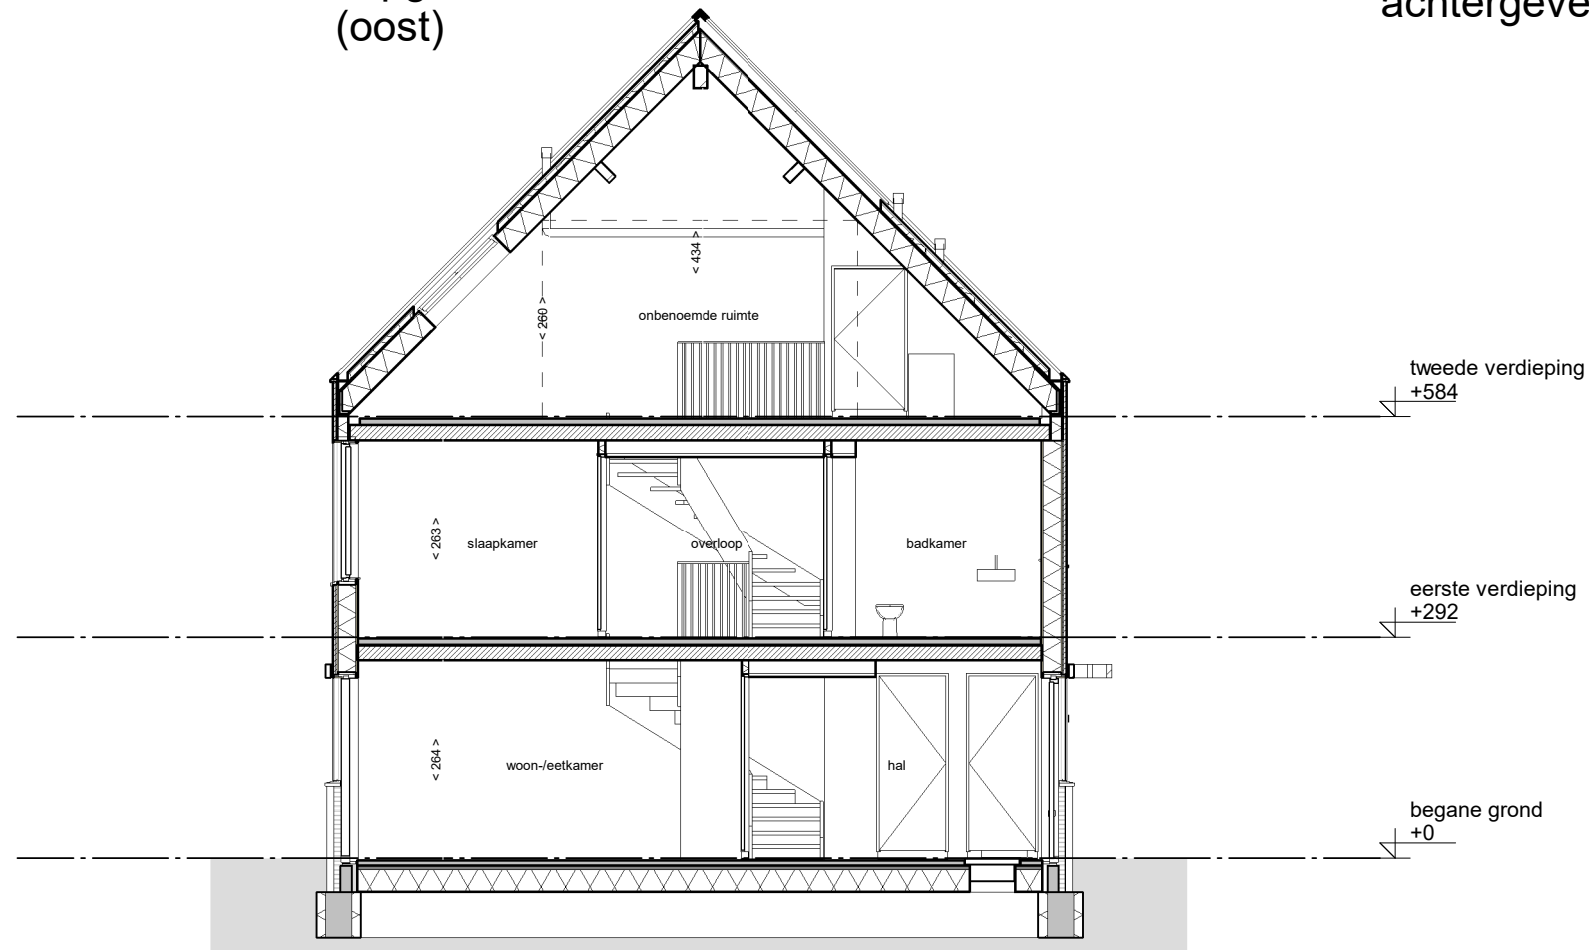 (oost)
< 434 >
< 260 >
onbenoemde ruimte
tweede verdieping
+584
< 263 >
slaapkamer
overloop
badkamer
eerste verdieping
+292
< 264 >
woon-/eetkamer
hal
begane grond
+0